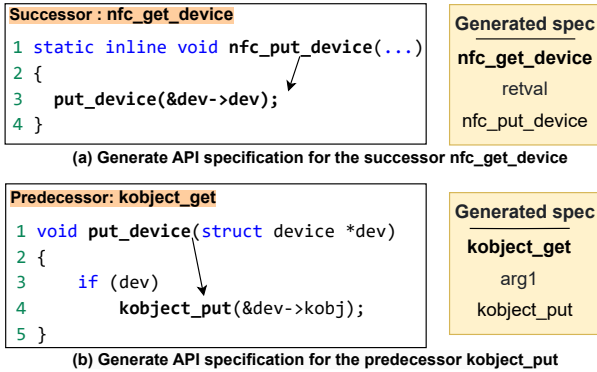 Successor : nfc_get_device
1 static inline void nfc_put_device(...)
2 {
3 put_device(&dev->dev);
4 }
Generated spec
nfc_get_device
retval
nfc_put_device
(a) Generate API specification for the successor nfc_get_device
Predecessor: kobject_get
1 void put_device(struct device *dev)
2 {
3 if (dev)
4 kobject_put(&dev->kobj);
5 }
Generated spec
kobject_get
arg1
kobject_put
(b) Generate API specification for the predecessor kobject_put